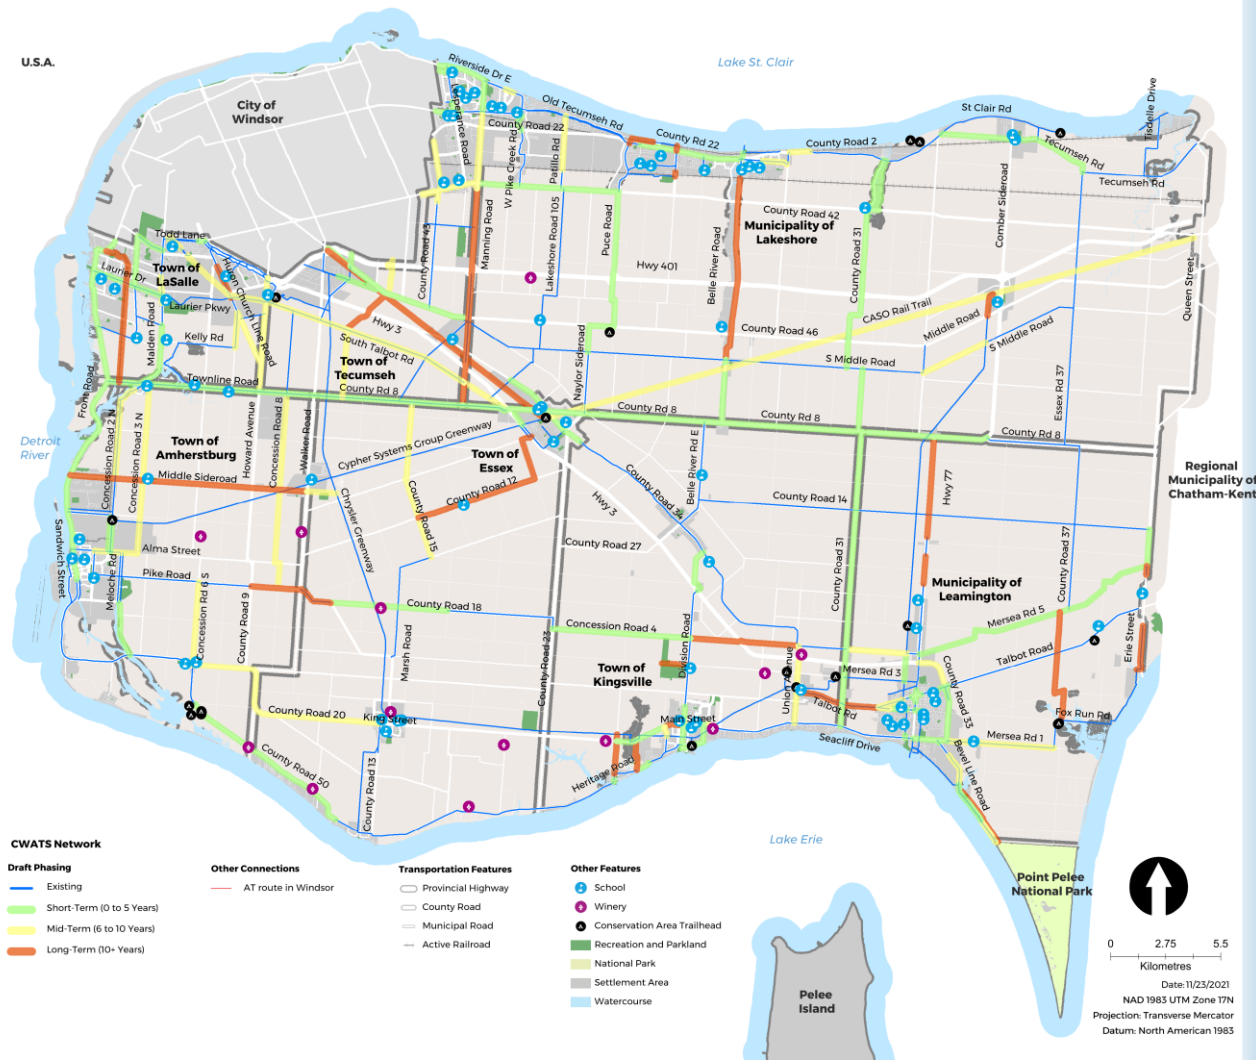 U.S.A.
Lake St. Clair
City of
Windsor
Riverside Dr E
Old Tecumseh Rd
County Road 22
County Rd 22
County Road 2
St Clair Rd
Tisdelle Drive
Tecumseh Rd
Tecumseh Rd
Manning Road
W Pike Creek Rd
Patillo Rd
Lakeshore Road 105
Puce Road
County Road 43
Belle River Road
County Road 42
Municipality of
Lakeshore
County Road 31
Comber Sideroad
Queen Street
Hwy 401
Todd Lane
Town of
LaSalle
Laurier Dr
Huron Church Line Road
Laurier Pkwy
Malden Road
Kelly Rd
Front Road
Townline Road
Hwy 3
South Talbot Rd
Town of
Tecumseh
County Rd 8
Naylor Sideroad
County Road 46
CASO Rail Trail
Middle Road
S Middle Road
S Middle Road
Essex Rd 37
County Rd 8
County Rd 8
County Rd 8
Detroit
River
Town of
Amherstburg
Concession Road 2 N
Concession Road 3 N
Howard Avenue
Concession Road 8
Walker Road
Middle Sideroad
Cypher Systems Group Greenway
Town of
Essex
County Road 12
County Road 15
Chrysler Greenway
County Road 34
Belle River Rd E
Hwy 3
County Road 14
Hwy 77
Regional
Municipality of
Chatham-Kent
Sandwich Street
Alma Street
Pike Road
Meloche Rd
Concession Rd 6 S
County Road 9
County Road 27
County Road 31
County Road 37
Municipality of
Leamington
Mersea Rd 5
Talbot Road
Erie Street
County Road 18
Concession Road 4
Marsh Road
County Road 23
Town of
Kingsville
Division Road
Union Avenue
Mersea Rd 3
County Road 33
Talbot Rd
Fox Run Rd
Mersea Rd 1
County Road 20
King Street
Main Street
Seacliff Drive
Bevel Line Road
County Road 50
County Road 13
Heritage Road
Lake Erie
Point Pelee
National Park
Pelee
Island
CWATS Network
Draft Phasing
Existing
Short-Term (0 to 5 Years)
Mid-Term (6 to 10 Years)
Long-Term (10+ Years)
Other Connections
AT route in Windsor
Transportation Features
Provincial Highway
County Road
Municipal Road
Active Railroad
Other Features
School
Winery
Conservation Area Trailhead
Recreation and Parkland
National Park
Settlement Area
Watercourse
0 2.75 5.5
Kilometres
Date: 11/23/2021
NAD 1983 UTM Zone 17N
Projection: Transverse Mercator
Datum: North American 1983